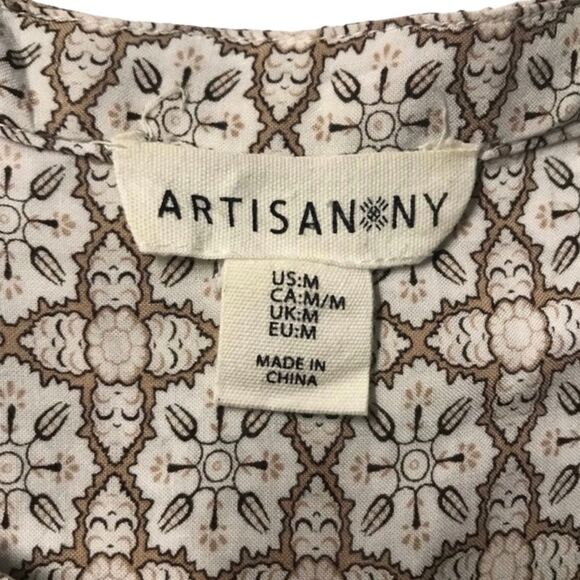 ARTISAN NY
US:M
CA:M/M
UK:M
EU:M
MADE IN
CHINA